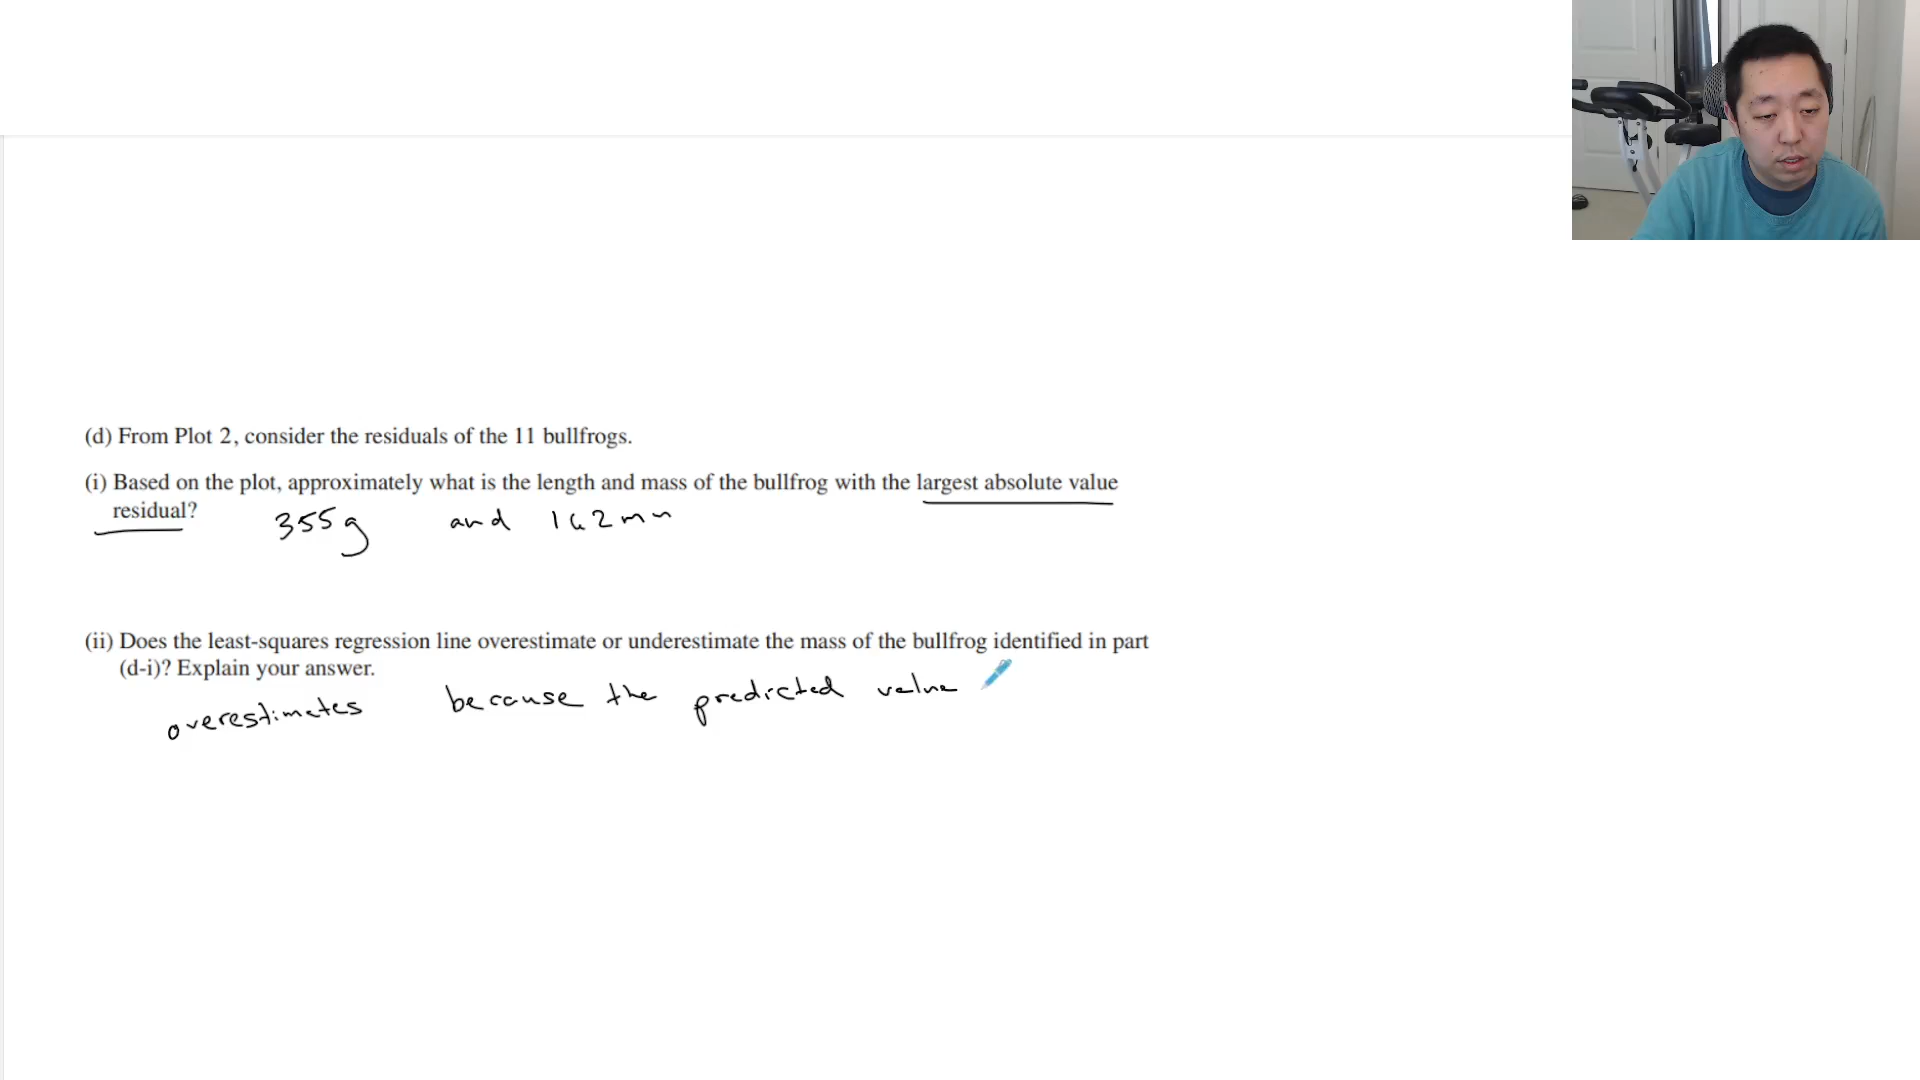 (d) From Plot 2, consider the residuals of the 11 bullfrogs.
(i) Based on the plot, approximately what is the length and mass of the bullfrog with the largest absolute value
residual?
355g and 162mm
(ii) Does the least-squares regression line overestimate or underestimate the mass of the bullfrog identified in part
(d-i)? Explain your answer.
overestimates because the predicted value